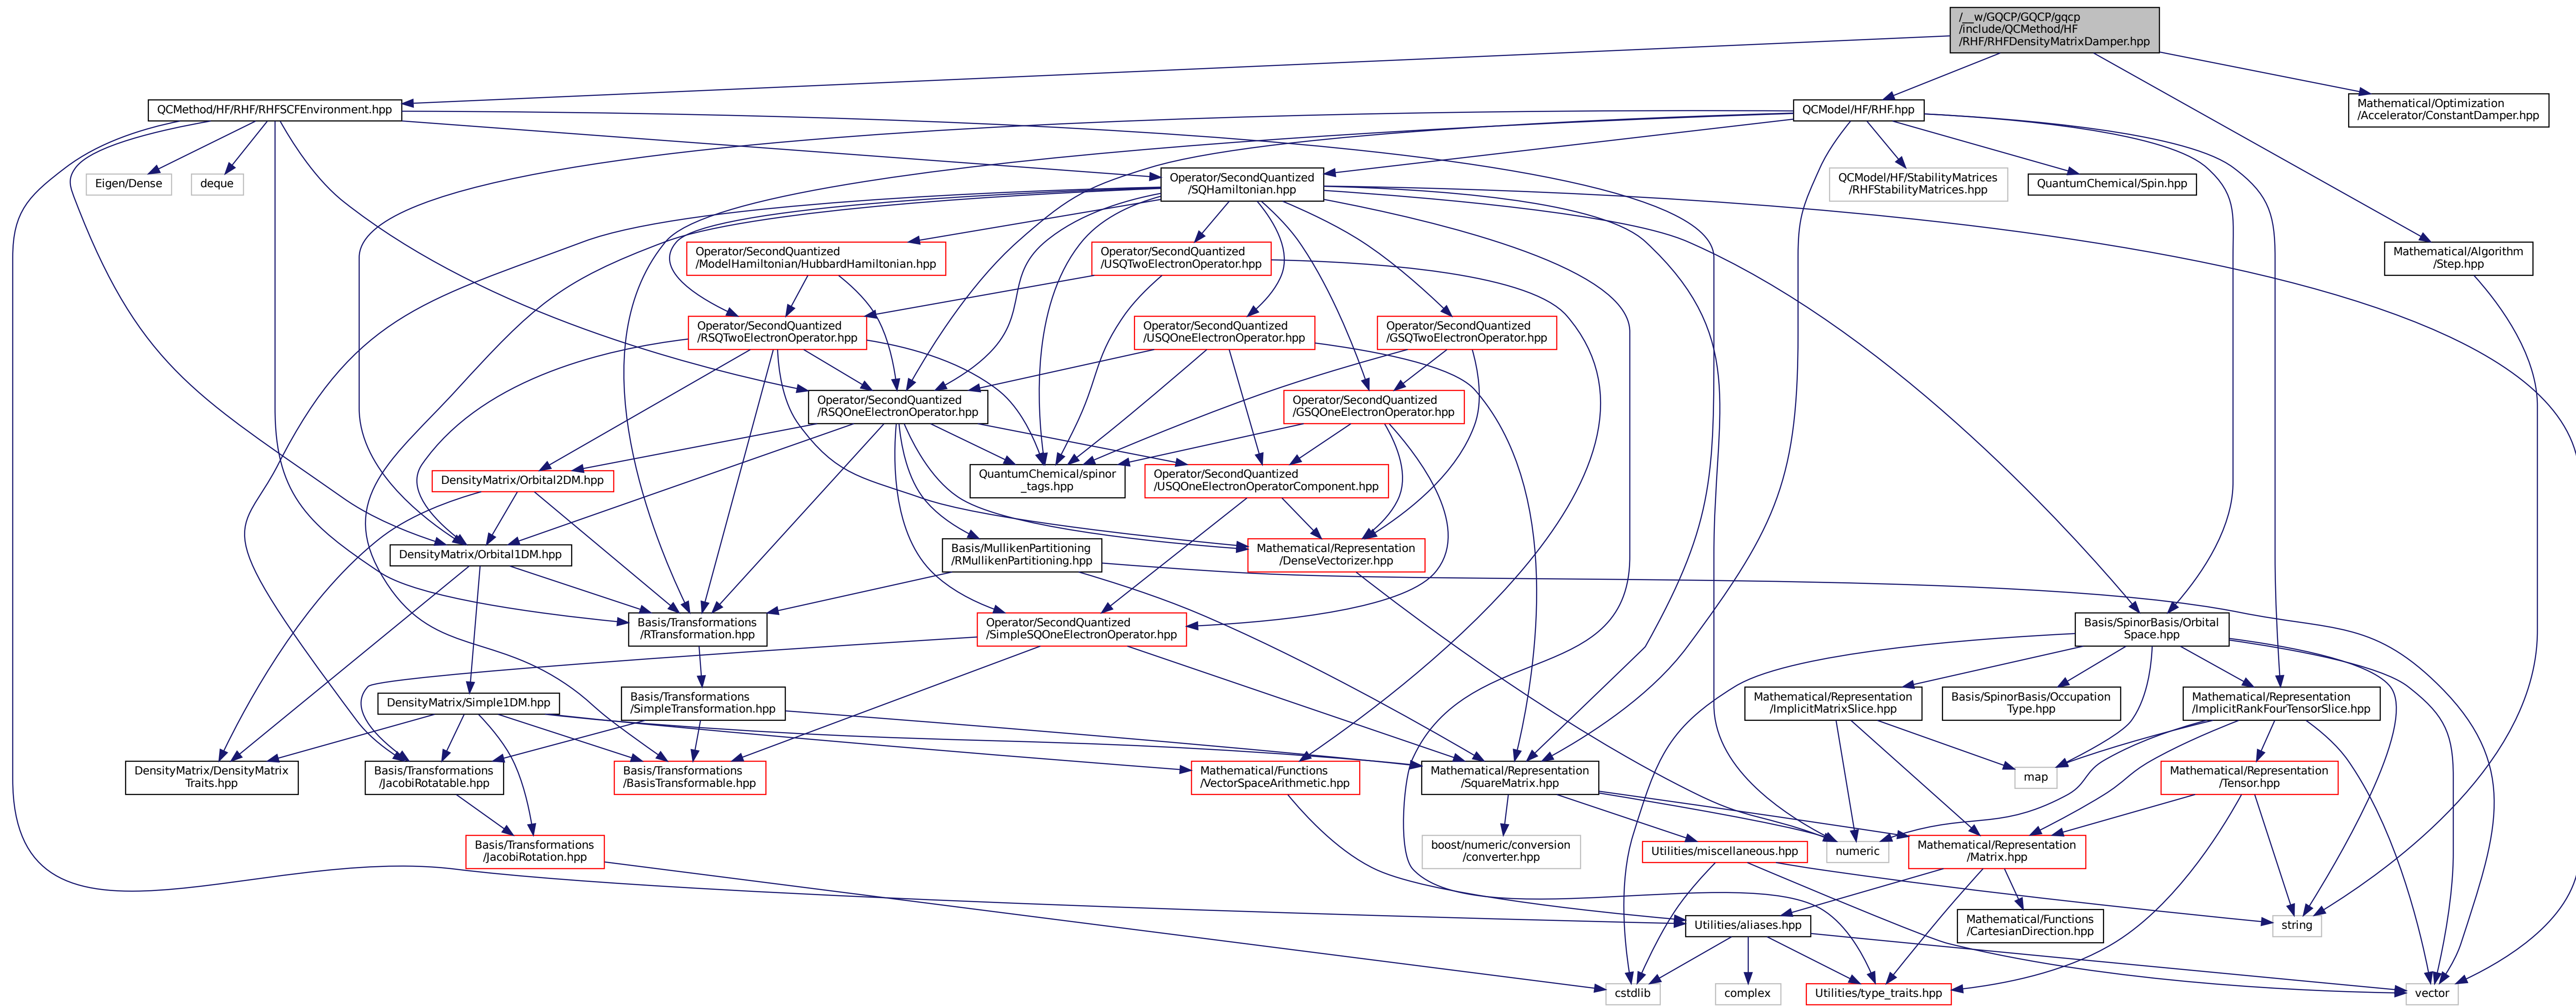 /__w/GQCP/GQCP/gqcp
/include/QCMethod/HF
/RHF/RHFDensityMatrixDamper.hpp
QCMethod/HF/RHF/RHFSCFEnvironment.hpp
QCModel/HF/RHF.hpp
Mathematical/Optimization
/Accelerator/ConstantDamper.hpp
Eigen/Dense
deque
Operator/SecondQuantized
/SQHamiltonian.hpp
QCModel/HF/StabilityMatrices
/RHFStabilityMatrices.hpp
QuantumChemical/Spin.hpp
Operator/SecondQuantized
/ModelHamiltonian/HubbardHamiltonian.hpp
Operator/SecondQuantized
/USQTwoElectronOperator.hpp
Mathematical/Algorithm
/Step.hpp
Operator/SecondQuantized
/RSQTwoElectronOperator.hpp
Operator/SecondQuantized
/USQOneElectronOperator.hpp
Operator/SecondQuantized
/GSQTwoElectronOperator.hpp
Operator/SecondQuantized
/RSQOneElectronOperator.hpp
Operator/SecondQuantized
/GSQOneElectronOperator.hpp
DensityMatrix/Orbital2DM.hpp
QuantumChemical/spinor
_tags.hpp
Operator/SecondQuantized
/USQOneElectronOperatorComponent.hpp
DensityMatrix/Orbital1DM.hpp
Basis/MullikenPartitioning
/RMullikenPartitioning.hpp
Mathematical/Representation
/DenseVectorizer.hpp
Basis/Transformations
/RTransformation.hpp
Operator/SecondQuantized
/SimpleSQOneElectronOperator.hpp
Basis/SpinorBasis/Orbital
Space.hpp
DensityMatrix/Simple1DM.hpp
Basis/Transformations
/SimpleTransformation.hpp
Mathematical/Representation
/ImplicitMatrixSlice.hpp
Basis/SpinorBasis/Occupation
Type.hpp
Mathematical/Representation
/ImplicitRankFourTensorSlice.hpp
DensityMatrix/DensityMatrix
Traits.hpp
Basis/Transformations
/JacobiRotatable.hpp
Basis/Transformations
/BasisTransformable.hpp
Mathematical/Functions
/VectorSpaceArithmetic.hpp
Mathematical/Representation
/SquareMatrix.hpp
map
Mathematical/Representation
/Tensor.hpp
Basis/Transformations
/JacobiRotation.hpp
boost/numeric/conversion
/converter.hpp
Utilities/miscellaneous.hpp
numeric
Mathematical/Representation
/Matrix.hpp
Utilities/aliases.hpp
Mathematical/Functions
/CartesianDirection.hpp
string
cstdlib
complex
Utilities/type_traits.hpp
vector